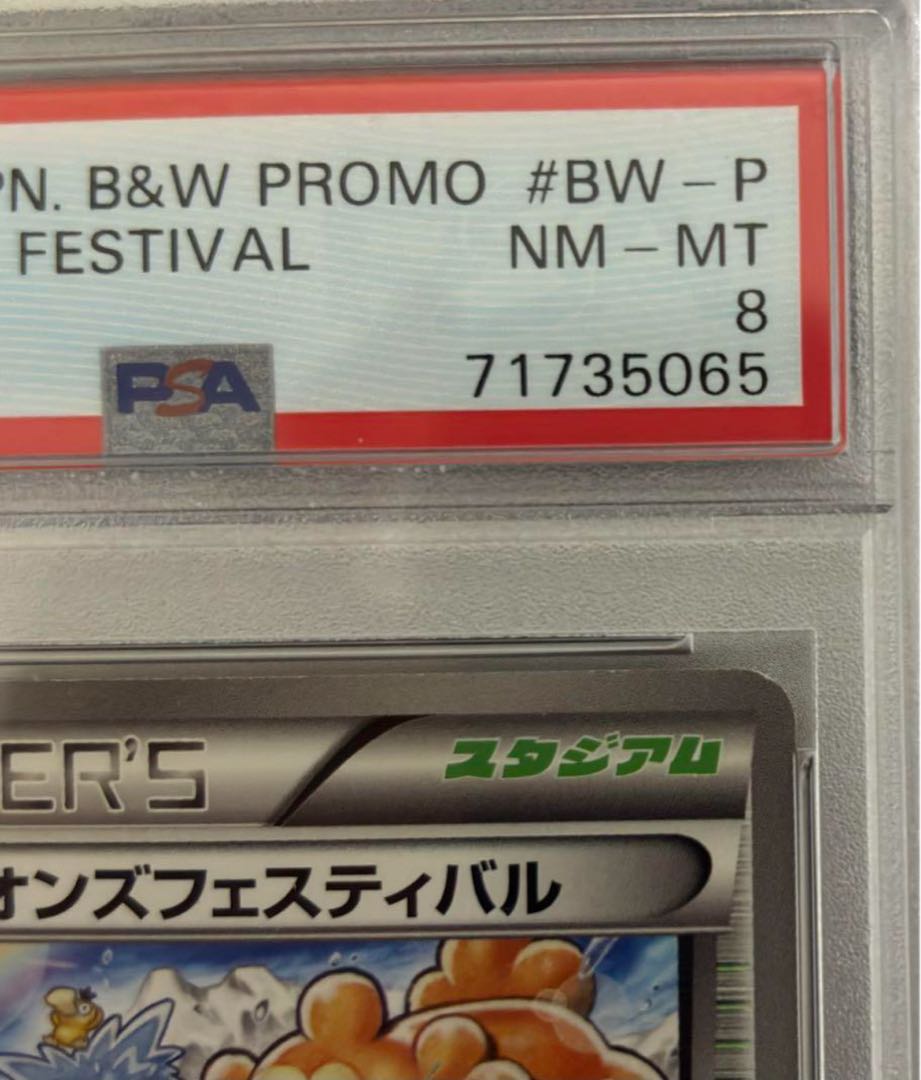 PN. B&W PROMO #BW-P
FESTIVAL NM-MT
8
71735065
PSA
ER'S スタジアム
オンズフェスティバル